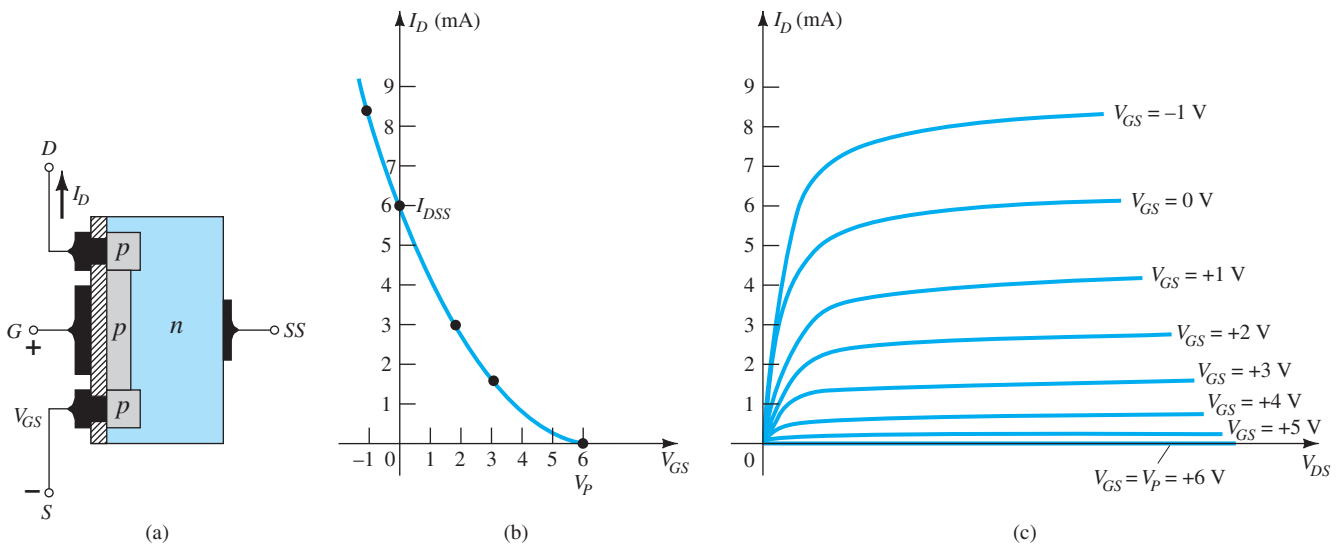 D
I_D
p
p
n
G
+
SS
V_GS
p
–
S
(a)
I_D (mA)
9
8
7
6
I_DSS
5
4
3
2
1
–1
0
1
2
3
4
5
6
V_GS
V_P
(b)
I_D (mA)
9
8
7
6
5
4
3
2
1
0
V_GS = –1 V
V_GS = 0 V
V_GS = +1 V
V_GS = +2 V
V_GS = +3 V
V_GS = +4 V
V_GS = +5 V
V_DS
V_GS = V_P = +6 V
(c)